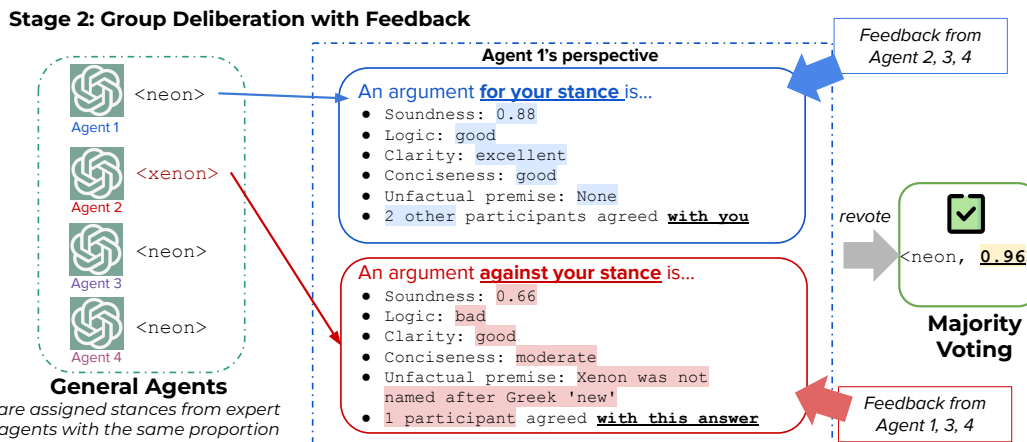 Stage 2: Group Deliberation with Feedback
<neon>
Agent 1
<xenon>
Agent 2
<neon>
Agent 3
<neon>
Agent 4
General Agents
are assigned stances from expert
agents with the same proportion
Agent 1's perspective
An argument for your stance is...
● Soundness: 0.88
● Logic: good
● Clarity: excellent
● Conciseness: good
● Unfactual premise: None
● 2 other participants agreed with you
An argument against your stance is...
● Soundness: 0.66
● Logic: bad
● Clarity: good
● Conciseness: moderate
● Unfactual premise: Xenon was not
named after Greek 'new'
● 1 participant agreed with this answer
Feedback from
Agent 2, 3, 4
revote
<neon, 0.96
Majority
Voting
Feedback from
Agent 1, 3, 4